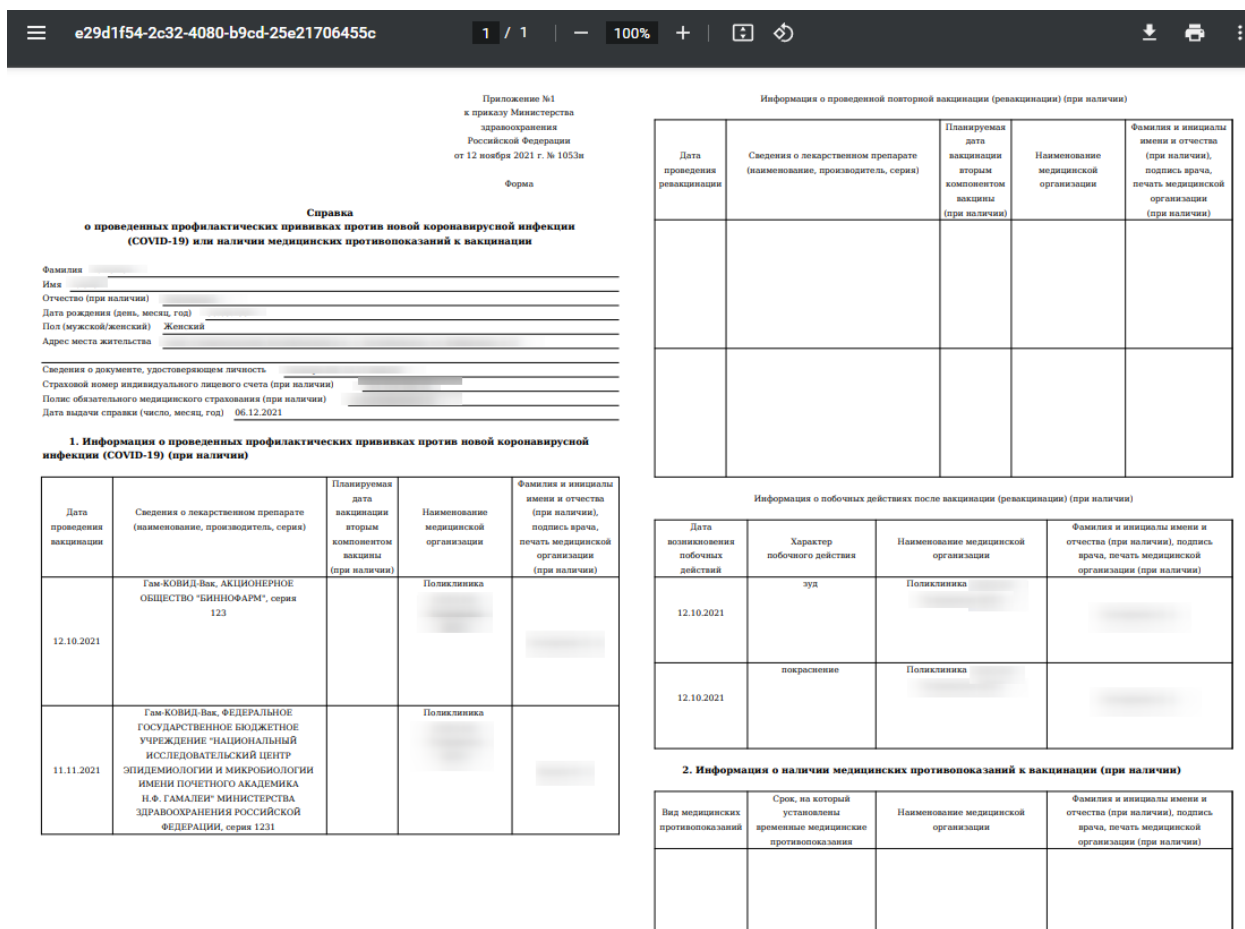 e29d1f54-2c32-4080-b9cd-25e21706455c
1 / 1
100%
Приложение №1
к приказу Министерства
здравоохранения
Российской Федерации
от 12 ноября 2021 г. № 1053н
Форма
Справка
о проведенных профилактических прививках против новой коронавирусной инфекции
(COVID-19) или наличии медицинских противопоказаний к вакцинации
Фамилия
Имя
Отчество (при наличии)
Дата рождения (день, месяц, год)
Пол (мужской/женский) Женский
Адрес места жительства
Сведения о документе, удостоверяющем личность
Страховой номер индивидуального лицевого счета (при наличии)
Полис обязательного медицинского страхования (при наличии)
Дата выдачи справки (число, месяц, год) 06.12.2021
1. Информация о проведенных профилактических прививках против новой коронавирусной
инфекции (COVID-19) (при наличии)
Дата
проведения
вакцинации
Сведения о лекарственном препарате
(наименование, производитель, серия)
Планируемая
дата
вакцинации
вторым
компонентом
вакцины
(при наличии)
Наименование
медицинской
организации
Фамилия и инициалы
имени и отчества
(при наличии),
подпись врача,
печать медицинской
организации
(при наличии)
12.10.2021
Гам-КОВИД-Вак, АКЦИОНЕРНОЕ
ОБЩЕСТВО "БИННОФАРМ", серия
123
Поликлиника
11.11.2021
Гам-КОВИД-Вак, ФЕДЕРАЛЬНОЕ
ГОСУДАРСТВЕННОЕ БЮДЖЕТНОЕ
УЧРЕЖДЕНИЕ "НАЦИОНАЛЬНЫЙ
ИССЛЕДОВАТЕЛЬСКИЙ ЦЕНТР
ЭПИДЕМИОЛОГИИ И МИКРОБИОЛОГИИ
ИМЕНИ ПОЧЕТНОГО АКАДЕМИКА
Н.Ф. ГАМАЛЕИ" МИНИСТЕРСТВА
ЗДРАВООХРАНЕНИЯ РОССИЙСКОЙ
ФЕДЕРАЦИИ, серия 1231
Поликлиника
Информация о проведенной повторной вакцинации (ревакцинации) (при наличии)
Дата
проведения
ревакцинации
Сведения о лекарственном препарате
(наименование, производитель, серия)
Планируемая
дата
вакцинации
вторым
компонентом
вакцины
(при наличии)
Наименование
медицинской
организации
Фамилия и инициалы
имени и отчества
(при наличии),
подпись врача,
печать медицинской
организации
(при наличии)
Информация о побочных действиях после вакцинации (ревакцинации) (при наличии)
Дата
возникновения
побочных
действий
Характер
побочного действия
Наименование медицинской
организации
Фамилия и инициалы имени и
отчества (при наличии), подпись
врача, печать медицинской
организации (при наличии)
12.10.2021
зуд
Поликлиника
12.10.2021
покраснение
Поликлиника
2. Информация о наличии медицинских противопоказаний к вакцинации (при наличии)
Вид медицинских
противопоказаний
Срок, на который
установлены
временные медицинские
противопоказания
Наименование медицинской
организации
Фамилия и инициалы имени и
отчества (при наличии), подпись
врача, печать медицинской
организации (при наличии)